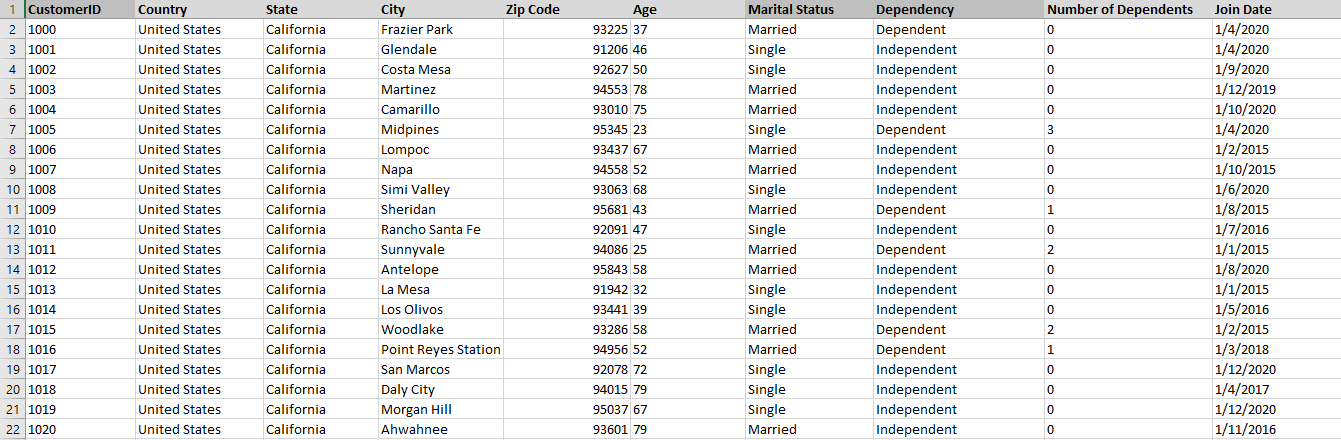 1 CustomerID Country State City Zip Code Age Marital Status Dependency Number of Dependents Join Date
2 1000 United States California Frazier Park 93225 37 Married Dependent 0 1/4/2020
3 1001 United States California Glendale 91206 46 Single Independent 0 1/4/2020
4 1002 United States California Costa Mesa 92627 50 Single Independent 0 1/9/2020
5 1003 United States California Martinez 94553 78 Married Independent 0 1/12/2019
6 1004 United States California Camarillo 93010 75 Married Independent 0 1/10/2020
7 1005 United States California Midpines 95345 23 Single Dependent 3 1/4/2020
8 1006 United States California Lompoc 93437 67 Married Independent 0 1/2/2015
9 1007 United States California Napa 94558 52 Married Independent 0 1/10/2015
10 1008 United States California Simi Valley 93063 68 Single Independent 0 1/6/2020
11 1009 United States California Sheridan 95681 43 Married Dependent 1 1/8/2015
12 1010 United States California Rancho Santa Fe 92091 47 Single Independent 0 1/7/2016
13 1011 United States California Sunnyvale 94086 25 Married Dependent 2 1/1/2015
14 1012 United States California Antelope 95843 58 Married Independent 0 1/8/2020
15 1013 United States California La Mesa 91942 32 Single Independent 0 1/1/2015
16 1014 United States California Los Olivos 93441 39 Single Independent 0 1/5/2016
17 1015 United States California Woodlake 93286 58 Married Dependent 2 1/2/2015
18 1016 United States California Point Reyes Station 94956 52 Married Dependent 1 1/3/2018
19 1017 United States California San Marcos 92078 72 Single Independent 0 1/12/2020
20 1018 United States California Daly City 94015 79 Single Independent 0 1/4/2017
21 1019 United States California Morgan Hill 95037 67 Single Independent 0 1/12/2020
22 1020 United States California Ahwahnee 93601 79 Married Independent 0 1/11/2016